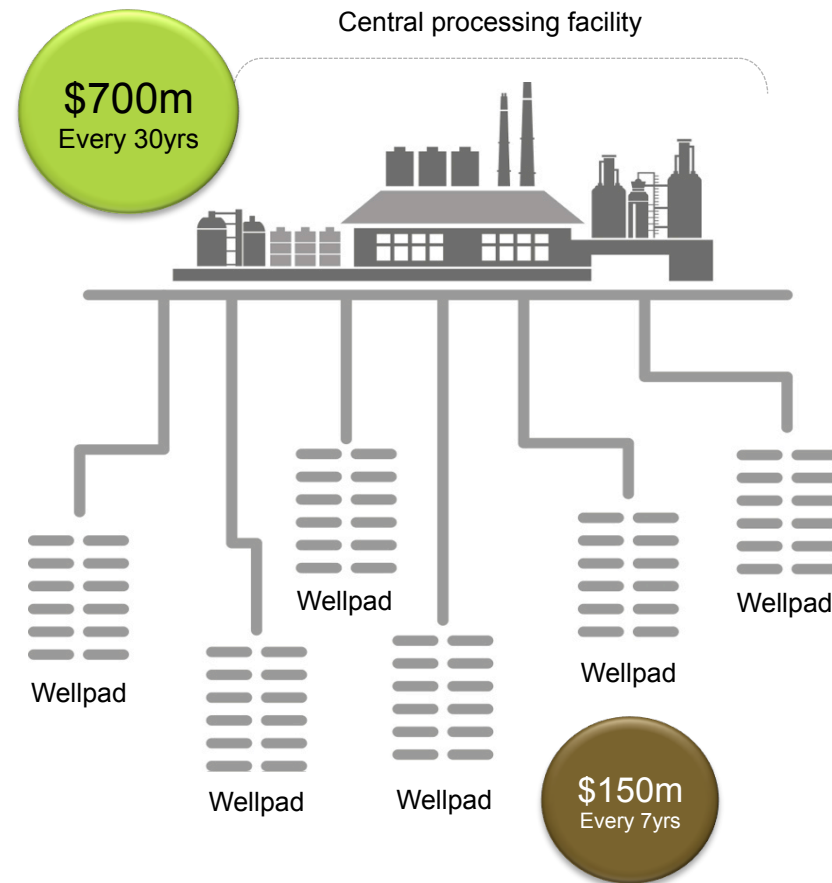 Central processing facility
$700m
Every 30yrs
Wellpad
Wellpad
Wellpad
Wellpad
Wellpad
Wellpad
$150m
Every 7yrs